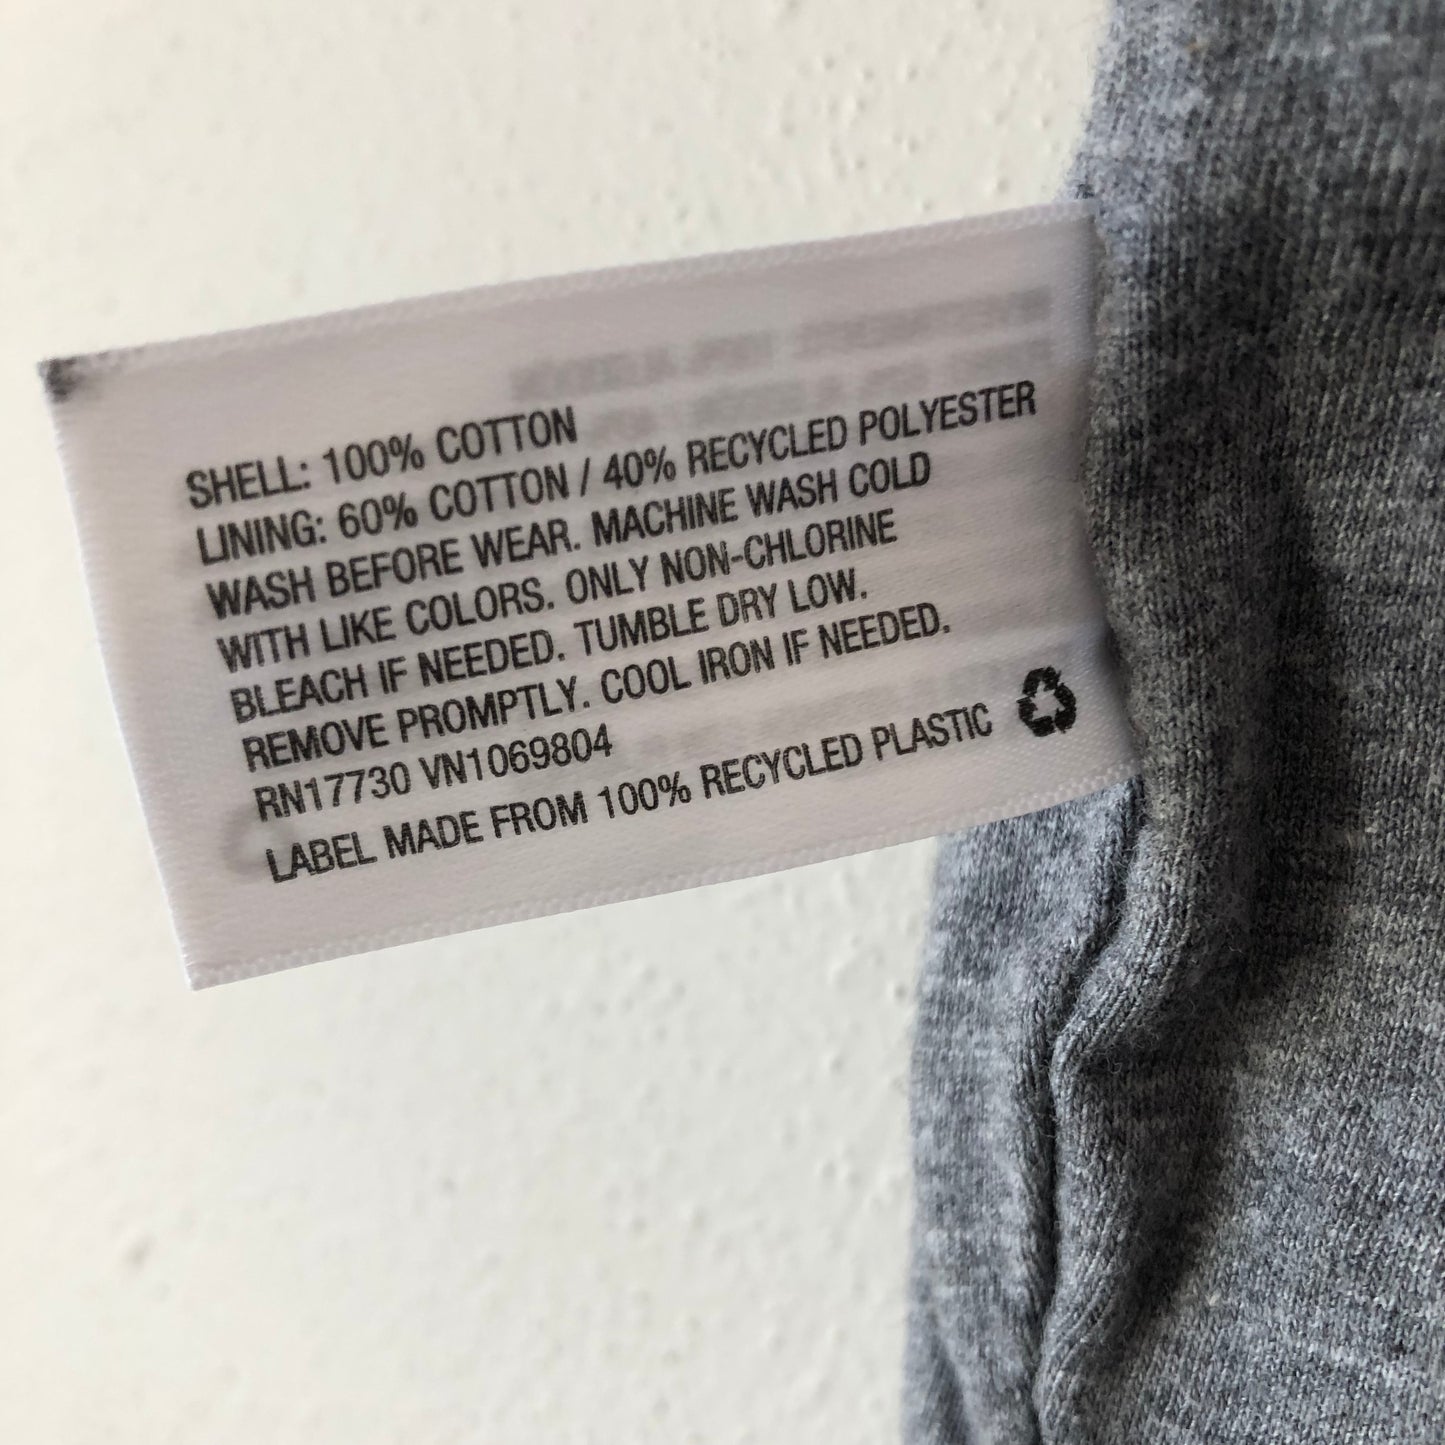 SHELL: 100% COTTON
LINING: 60% COTTON / 40% RECYCLED POLYESTER
WASH BEFORE WEAR. MACHINE WASH COLD
WITH LIKE COLORS. ONLY NON-CHLORINE
BLEACH IF NEEDED. TUMBLE DRY LOW.
REMOVE PROMPTLY. COOL IRON IF NEEDED.
RN17730 VN1069804
LABEL MADE FROM 100% RECYCLED PLASTIC